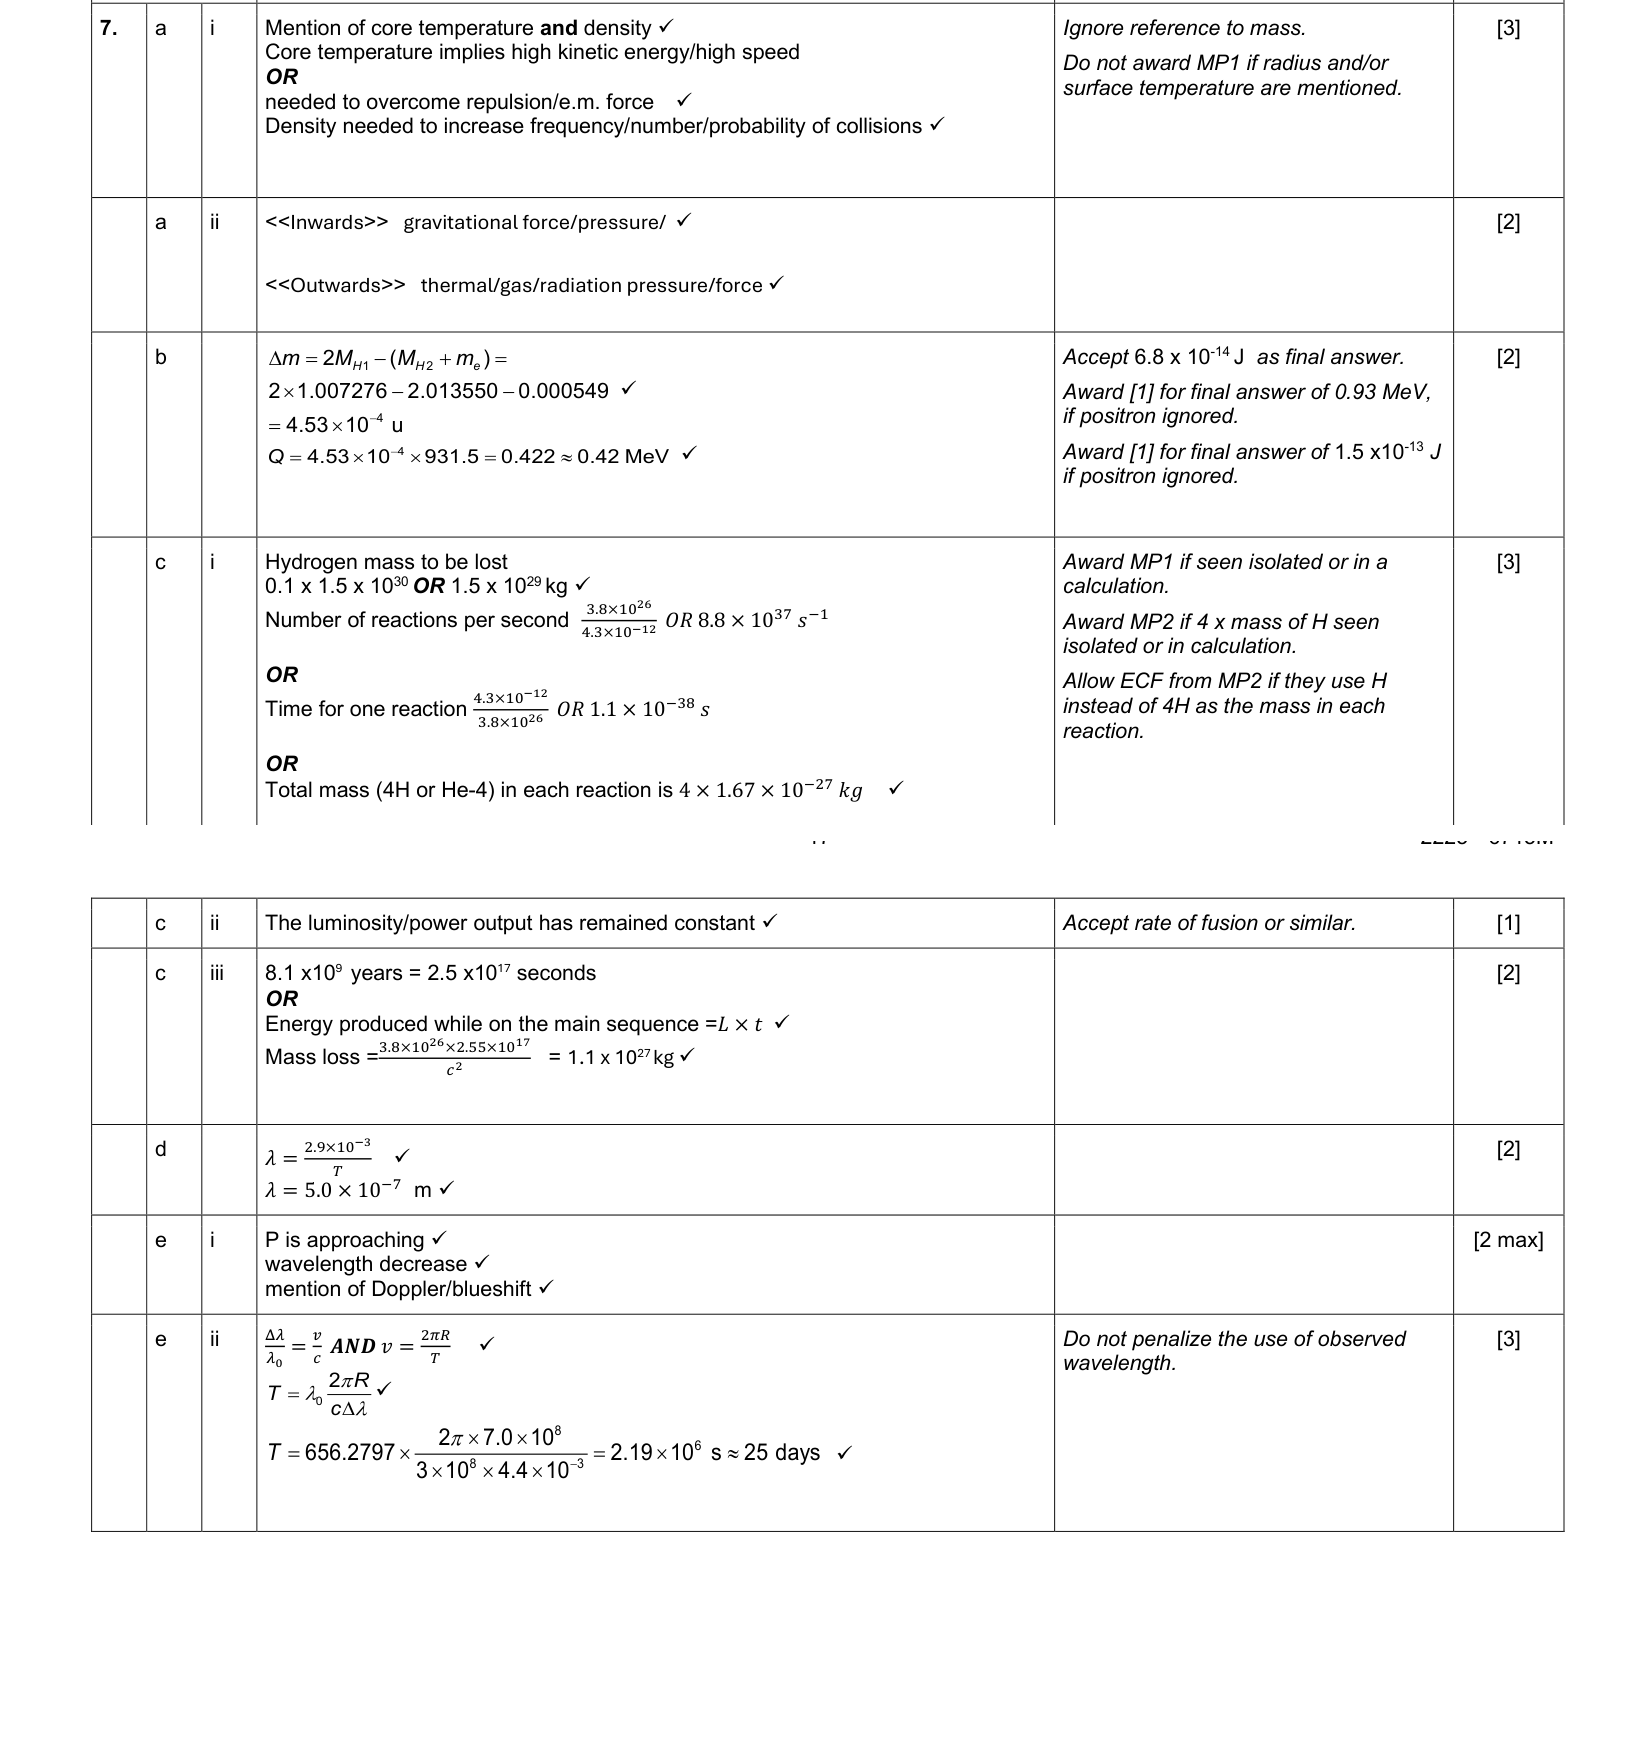 7. a i Mention of core temperature and density ✓ Ignore reference to mass. [3]
Core temperature implies high kinetic energy/high speed
OR
Do not award MP1 if radius and/or surface temperature are mentioned.
needed to overcome repulsion/e.m. force ✓
Density needed to increase frequency/number/probability of collisions ✓
a ii <<Inwards>> gravitational force/pressure/ ✓ [2]
<<Outwards>> thermal/gas/radiation pressure/force ✓
b Δm = 2M_H1 − (M_H2 + m_e) = Accept 6.8 x 10⁻¹⁴ J as final answer. [2]
2×1.007276 − 2.013550 − 0.000549 ✓ Award [1] for final answer of 0.93 MeV,
if positron ignored.
= 4.53×10⁻⁴ u
Q = 4.53×10⁻⁴ ×931.5 = 0.422 ≈ 0.42 MeV ✓ Award [1] for final answer of 1.5 x10⁻¹³ J
if positron ignored.
c i Hydrogen mass to be lost Award MP1 if seen isolated or in a [3]
0.1 x 1.5 x 10³⁰ OR 1.5 x 10²⁹ kg ✓ calculation.
Number of reactions per second 3.8×10²⁶/4.3×10⁻¹² OR 8.8 × 10³⁷ s⁻¹ Award MP2 if 4 x mass of H seen
isolated or in calculation.
OR Allow ECF from MP2 if they use H
Time for one reaction 4.3×10⁻¹²/3.8×10²⁶ OR 1.1 × 10⁻³⁸ s instead of 4H as the mass in each
reaction.
OR
Total mass (4H or He-4) in each reaction is 4 × 1.67 × 10⁻²⁷ kg ✓
c ii The luminosity/power output has remained constant ✓ Accept rate of fusion or similar. [1]
c iii 8.1 x10⁹ years = 2.5 x10¹⁷ seconds [2]
OR
Energy produced while on the main sequence =L × t ✓
Mass loss =3.8×10²⁶×2.55×10¹⁷/c² = 1.1 x 10²⁷ kg ✓
d λ = 2.9×10⁻³/T ✓ [2]
λ = 5.0 × 10⁻⁷ m ✓
e i P is approaching ✓ [2 max]
wavelength decrease ✓
mention of Doppler/blueshift ✓
e ii Δλ/λ₀ = v/c AND v = 2πR/T ✓ Do not penalize the use of observed [3]
wavelength.
T = λ₀ 2πR/cΔλ ✓
T = 656.2797× 2π×7.0×10⁸/3×10⁸×4.4×10⁻³ = 2.19×10⁶ s ≈ 25 days ✓